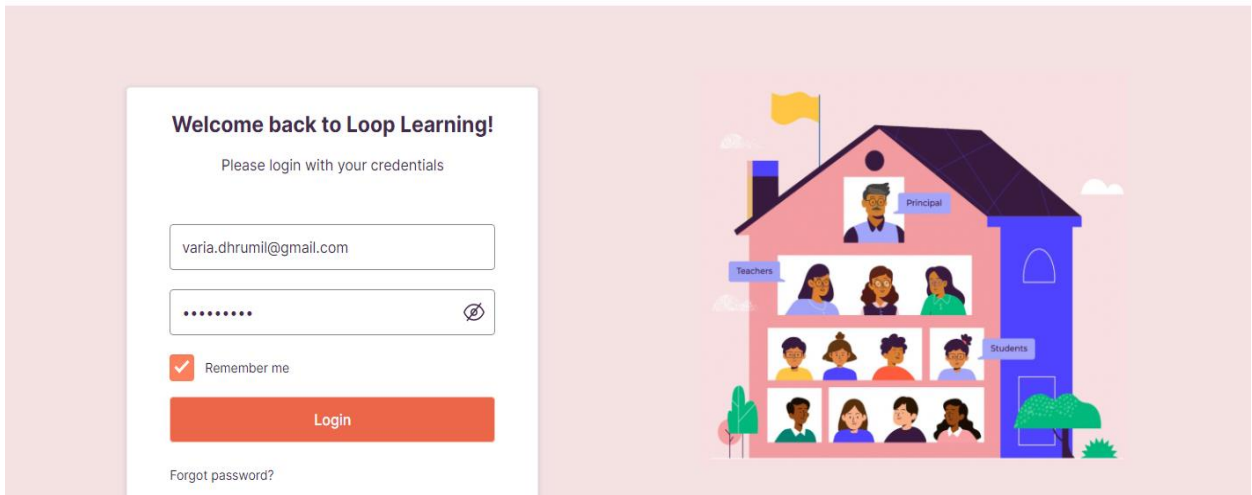 Welcome back to Loop Learning!
Please login with your credentials
varia.dhrumil@gmail.com
•••••••••
Remember me
Login
Forgot password?
Principal
Teachers
Students